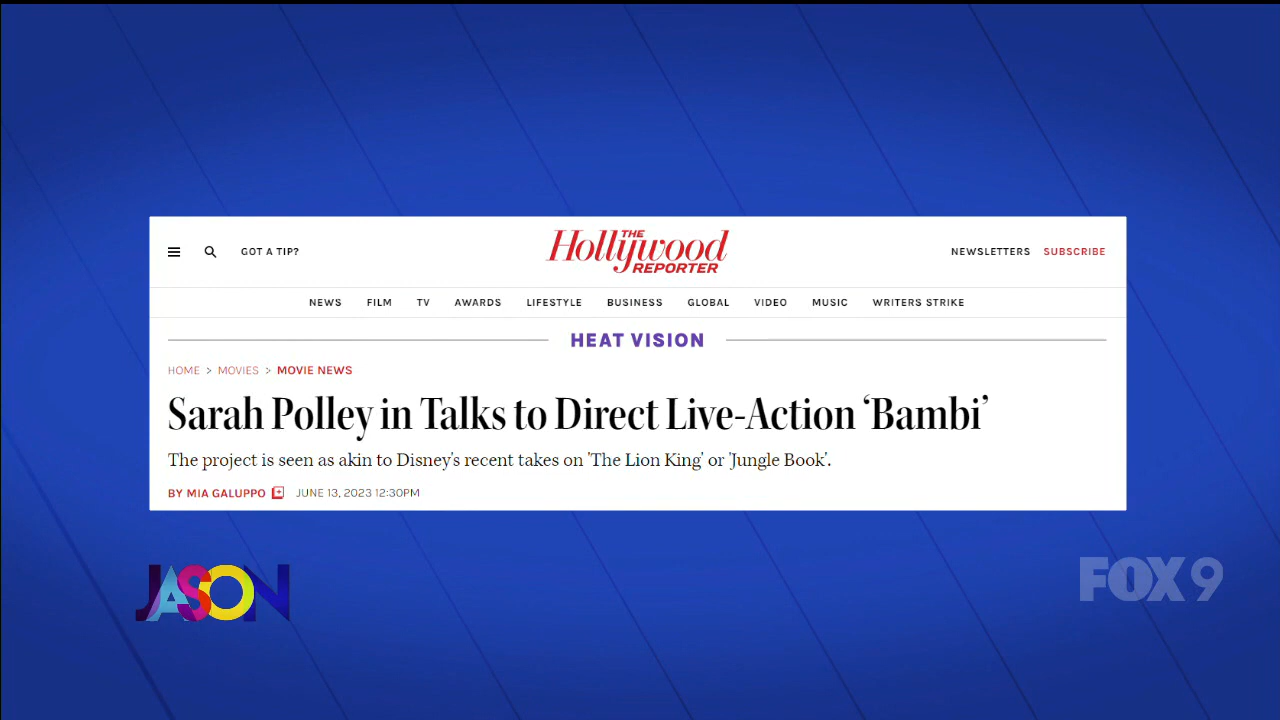 GOT A TIP?
THE
Hollywood
REPORTER
NEWSLETTERS SUBSCRIBE
NEWS FILM TV AWARDS LIFESTYLE BUSINESS GLOBAL VIDEO MUSIC WRITERS STRIKE
HEAT VISION
HOME > MOVIES > MOVIE NEWS
Sarah Polley in Talks to Direct Live-Action ‘Bambi’
The project is seen as akin to Disney's recent takes on 'The Lion King' or 'Jungle Book'.
BY MIA GALUPPO JUNE 13, 2023 12:30PM
JASON
FOX 9